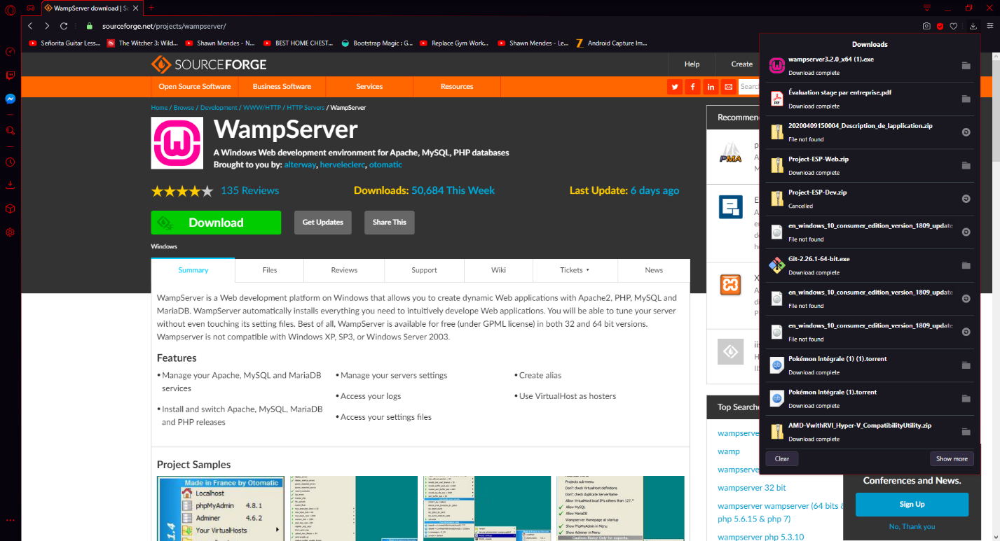 WampServer download | Sc
sourceforge.net/projects/wampserver/
Señorita Guitar Less...
The Witcher 3: Wild...
Shawn Mendes - N...
BEST HOME CHEST...
Bootstrap Magic : G...
Replace Gym Work...
Shawn Mendes - Le...
Android Capture Im...
SOURCEFORGE
Help
Create
Open Source Software
Business Software
Services
Resources
Search
Home / Browse / Development / WWW/HTTP / HTTP Servers / WampServer
WampServer
A Windows Web development environment for Apache, MySQL, PHP databases
Brought to you by: alterway, herveleclerc, otomatic
135 Reviews
Downloads: 50,684 This Week
Last Update: 6 days ago
Download
Get Updates
Share This
Windows
Summary
Files
Reviews
Support
Wiki
Tickets
News
WampServer is a Web development platform on Windows that allows you to create dynamic Web applications with Apache2, PHP, MySQL and
MariaDB. WampServer automatically installs everything you need to intuitively develope Web applications. You will be able to tune your server
without even touching its setting files. Best of all, WampServer is available for free (under GPML license) in both 32 and 64 bit versions.
Wampserver is not compatible with Windows XP, SP3, or Windows Server 2003.
Features
• Manage your Apache, MySQL and MariaDB
services
• Install and switch Apache, MySQL, MariaDB
and PHP releases
• Manage your servers settings
• Access your logs
• Access your settings files
• Create alias
• Use VirtualHost as hosters
Project Samples
Made in France by Otomatic
Localhost
phpMyAdmin 4.8.1
Adminer 4.6.2
Your VirtualHosts
Projects sub-menu
Don't check VirtualHost definitions
Don't check duplicate ServerName
Allow VirtualHost local IP's others than 127.*
Allow MySQL
Allow MariaDB
Wampserver Homepage at startup
Show PhpMyAdmin in Menu
Show Adminer in Menu
Caution: Risky! Only for experts.
Recommen
PMA
Top Searche
wampserve
wamp
wampserve
wampserver 32 bit
wampserver wampserver (64 bits &
php 5.6.15 & php 7)
wampserver php 5.3.10
Downloads
wampserver3.2.0_x64 (1).exe
Download complete
PDF
Évaluation stage par entreprise.pdf
Download complete
20200409150004_Description_de_lapplication.zip
File not found
Project-ESP-Web.zip
Download complete
Project-ESP-Dev.zip
Cancelled
en_windows_10_consumer_edition_version_1809_update
File not found
Git-2.26.1-64-bit.exe
Download complete
en_windows_10_consumer_edition_version_1809_update
File not found
en_windows_10_consumer_edition_version_1809_update
File not found
Pokémon Intégrale (1) (1).torrent
Download complete
Pokémon Intégrale (1).torrent
Download complete
AMD-VwithRVI_Hyper-V_CompatibilityUtility.zip
Download complete
Clear
Show more
Conferences and News.
Sign Up
No, Thank you